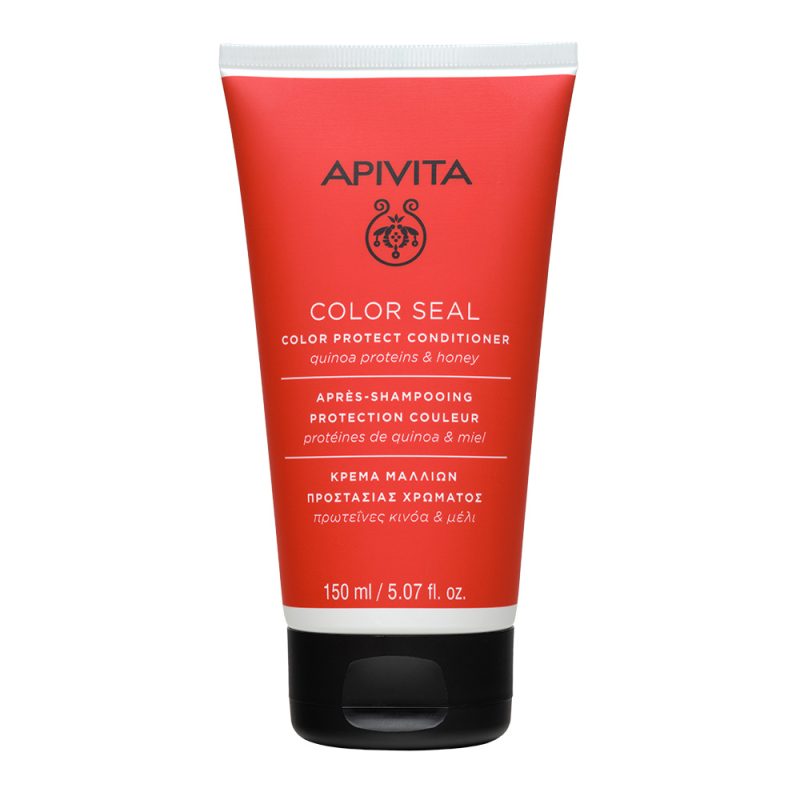 APIVITA
COLOR SEAL
COLOR PROTECT CONDITIONER
quinoa proteins & honey
APRÈS-SHAMPOOING
PROTECTION COULEUR
protéines de quinoa & miel
ΚΡΕΜΑ ΜΑΛΛΙΩΝ
ΠΡΟΣΤΑΣΙΑΣ ΧΡΩΜΑΤΟΣ
πρωτεΐνες κινόα & μέλι
150 ml / 5.07 fl. oz.